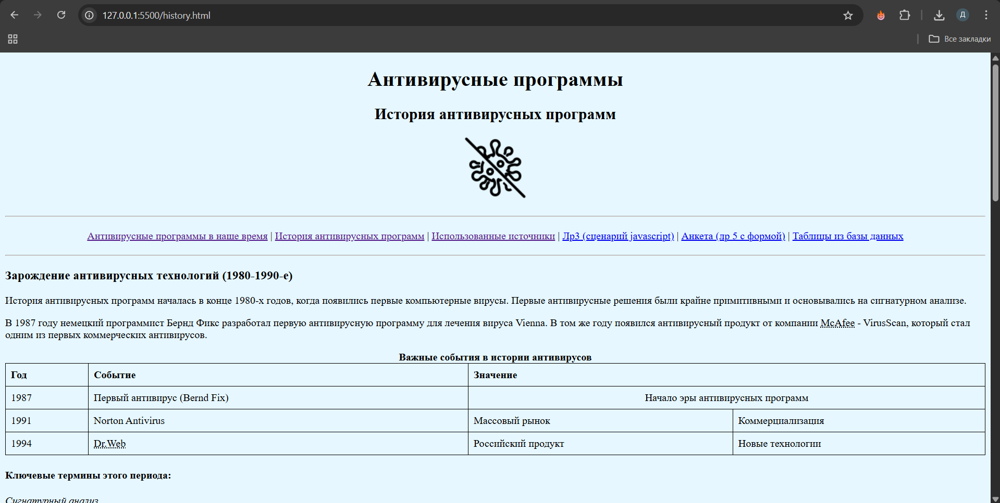 127.0.0.1:5500/history.html
Д
Все закладки
Антивирусные программы
История антивирусных программ
Антивирусные программы в наше время | История антивирусных программ | Использованные источники | Лр3 (сценарий javascript) | Анкета (лр 5 с формой) | Таблицы из базы данных
Зарождение антивирусных технологий (1980-1990-е)
История антивирусных программ началась в конце 1980-х годов, когда появились первые компьютерные вирусы. Первые антивирусные решения были крайне примитивными и основывались на сигнатурном анализе.
В 1987 году немецкий программист Бернд Фикс разработал первую антивирусную программу для лечения вируса Vienna. В том же году появился антивирусный продукт от компании McAfee - VirusScan, который стал
одним из первых коммерческих антивирусов.
Важные события в истории антивирусов
Год Событие Значение
1987 Первый антивирус (Bernd Fix) Начало эры антивирусных программ
1991 Norton Antivirus Массовый рынок Коммерциализация
1994 Dr.Web Российский продукт Новые технологии
Ключевые термины этого периода:
Сигнатурный анализ